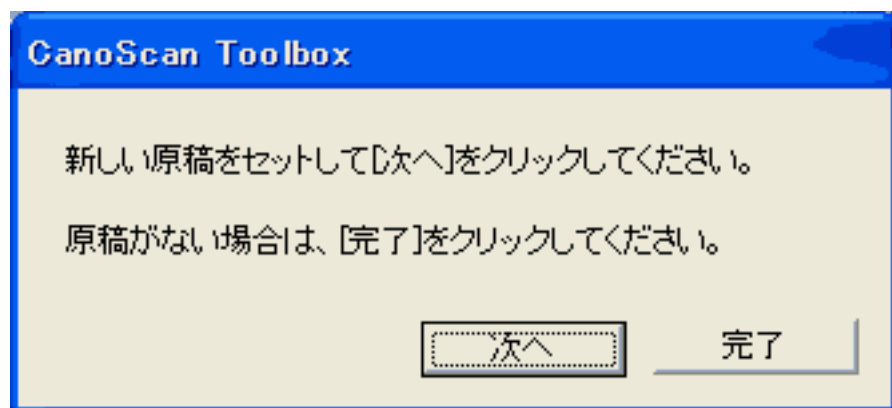 CanoScan Toolbox
新しい原稿をセットして[次へ]をクリックしてください。
原稿がない場合は、[完了]をクリックしてください。
次へ 完了